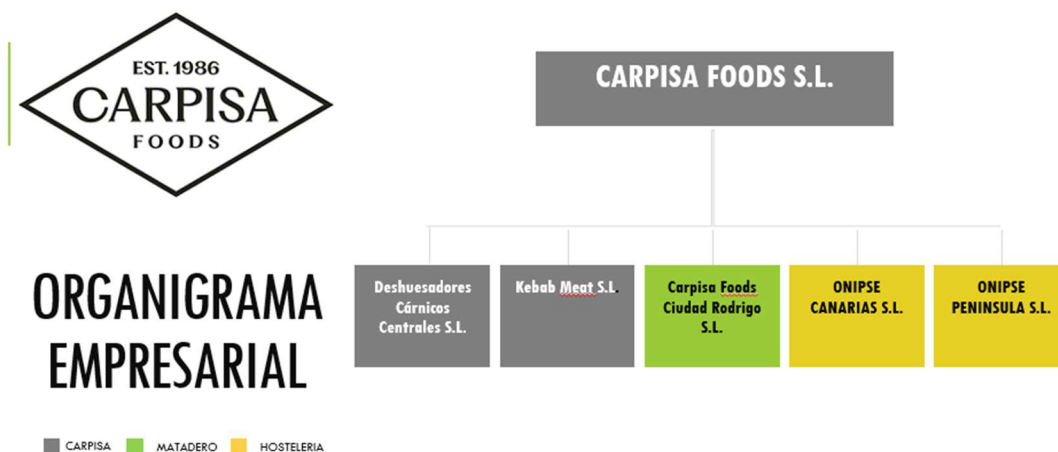 EST. 1986
CARPISA
FOODS
ORGANIGRAMA
EMPRESARIAL
CARPISA
MATADERO
HOSTELERIA
CARPISA FOODS S.L.
Deshuesadores
Cárnicos
Centrales S.L.
Kebab Meat S.L.
Carpisa Foods
Ciudad Rodrigo
S.L.
ONIPSE
CANARIAS S.L.
ONIPSE
PENINSULA S.L.